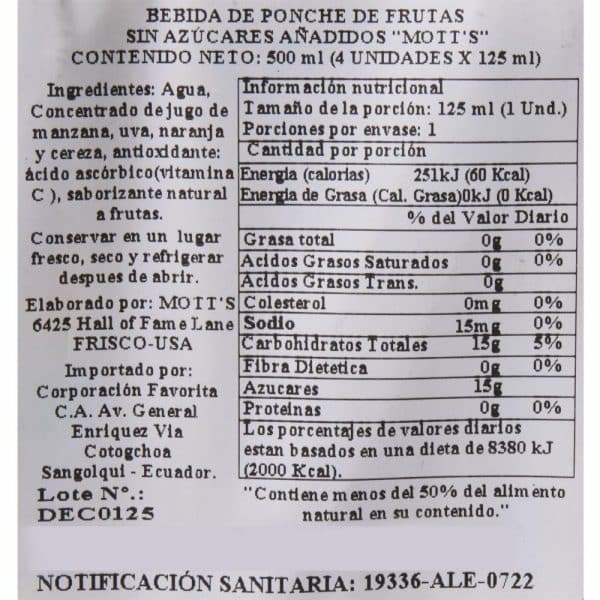 BEBIDA DE PONCHE DE FRUTAS
SIN AZÚCARES AÑADIDOS "MOTT'S"
CONTENIDO NETO: 500 ml (4 UNIDADES X 125 ml)
Ingredientes: Agua,
Concentrado de jugo de
manzana, uva, naranja
y cereza, antioxidante:
ácido ascórbico(vitamina
C ), saborizante natural
a frutas.
Conservar en un lugar
fresco, seco y refrigerar
despues de abrir.
Elaborado por: MOTT'S
6425 Hall of Fame Lane
FRISCO-USA
Importado por:
Corporación Favorita
C.A. Av. General
Enriquez Via
Cotogchoa
Sangolqui - Ecuador.
Lote Nº.:
DEC0125
Información nutricional
Tamaño de la porción: 125 ml (1 Und.)
Porciones por envase: 1
Cantidad por porción
Energía (calorías) 251kJ (60 Kcal)
Energía de Grasa (Cal. Grasa)0kJ (0 Kcal)
% del Valor Diario
Grasa total 0g 0%
Acidos Grasos Saturados 0g 0%
Acidos Grasos Trans. 0g
Colesterol 0mg 0%
Sodio 15mg 0%
Carbohidratos Totales 15g 5%
Fibra Dietetica 0g 0%
Azucares 15g
Proteinas 0g 0%
Los porcentajes de valores diarios
estan basados en una dieta de 8380 kJ
(2000 Kcal).
"Contiene menos del 50% del alimento
natural en su contenido."
NOTIFICACIÓN SANITARIA: 19336-ALE-0722